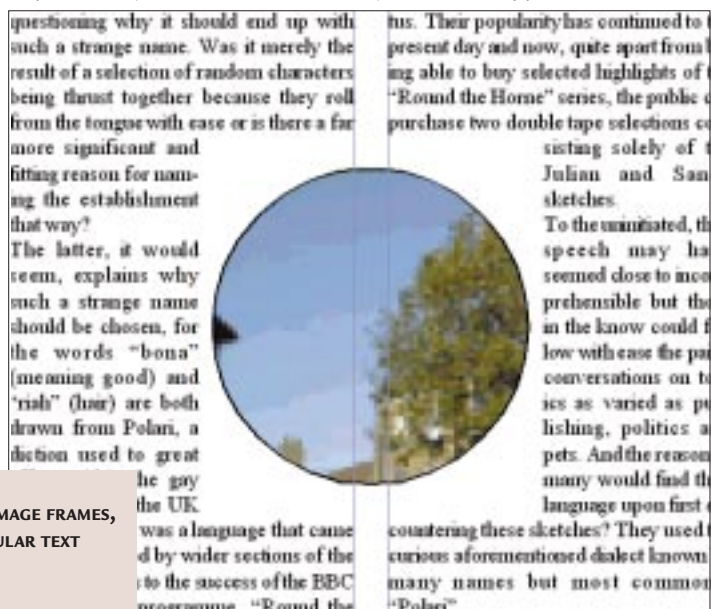 questioning why it should end up with
such a strange name. Was it merely the
result of a selection of random characters
being thrust together because they roll
from the tongue with ease or is there a far
more significant and
fitting reason for nam-
ing the establishment
that way?
The latter, it would
seem, explains why
such a strange name
should be chosen, for
the words “bona”
(meaning good) and
‘riah” (hair) are both
drawn from Polari, a
diction used to great
he gay
the UK
was a language that came
d by wider sections of the
s to the success of the BBC
programme, “Round the
MAGE FRAMES,
ULAR TEXT
tus. Their popularity has continued to t
present day and now, quite apart from b
ing able to buy selected highlights of t
“Round the Horne” series, the public c
purchase two double tape selections co
sisting solely of t
Julian and San
sketches.
To the uninitiated, th
speech may ha
seemed close to inco
prehensible but tho
in the know could f
low with ease the par
conversations on to
ics as varied as pu
lishing, politics a
pets. And the reason
many would find th
language upon first e
countering these sketches? They used t
curious aforementioned dialect known
many names but most common
“Polari”